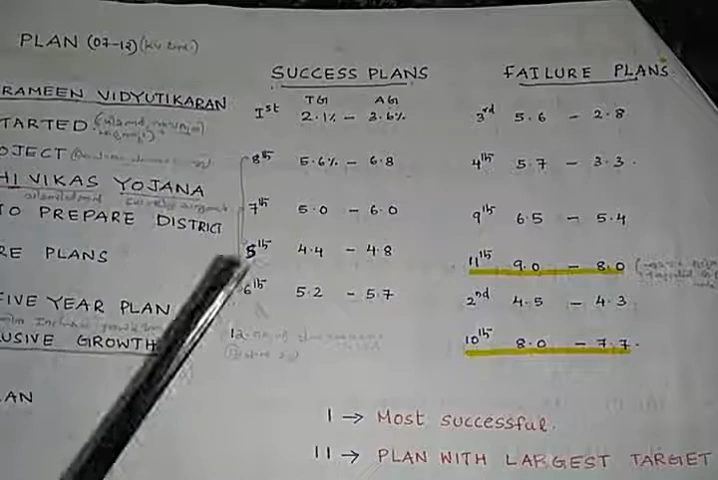 PLAN (07-12)
RAMEEN VIDYUTIKARAN
TARTED
OJECT
HI VIKAS YOJANA
TO PREPARE DISTRICT
RE PLANS
FIVE YEAR PLAN
USIVE GROWTH
AN
SUCCESS PLANS
TG AG
Ist 2.1% - 3.6%
8th 5.6% - 6.8
7th 5.0 - 6.0
5th 4.4 - 4.8
6th 5.2 - 5.7
FAILURE PLANS
3rd 5.6 - 2.8
4th 5.7 - 3.3.
9th 6.5 - 5.4
11th 9.0 - 8.0
2nd 4.5 - 4.3
10th 8.0 - 7.7.
I → Most successful.
11 → PLAN WITH LARGEST TARGET